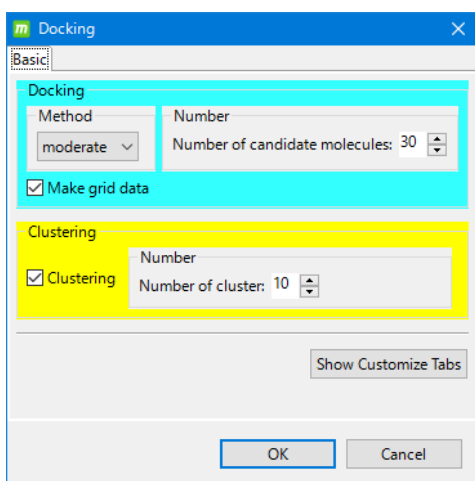 m Docking
Basic
Docking
Method
Number
moderate
Number of candidate molecules: 30
Make grid data
Clustering
Number
Clustering
Number of cluster: 10
Show Customize Tabs
OK
Cancel